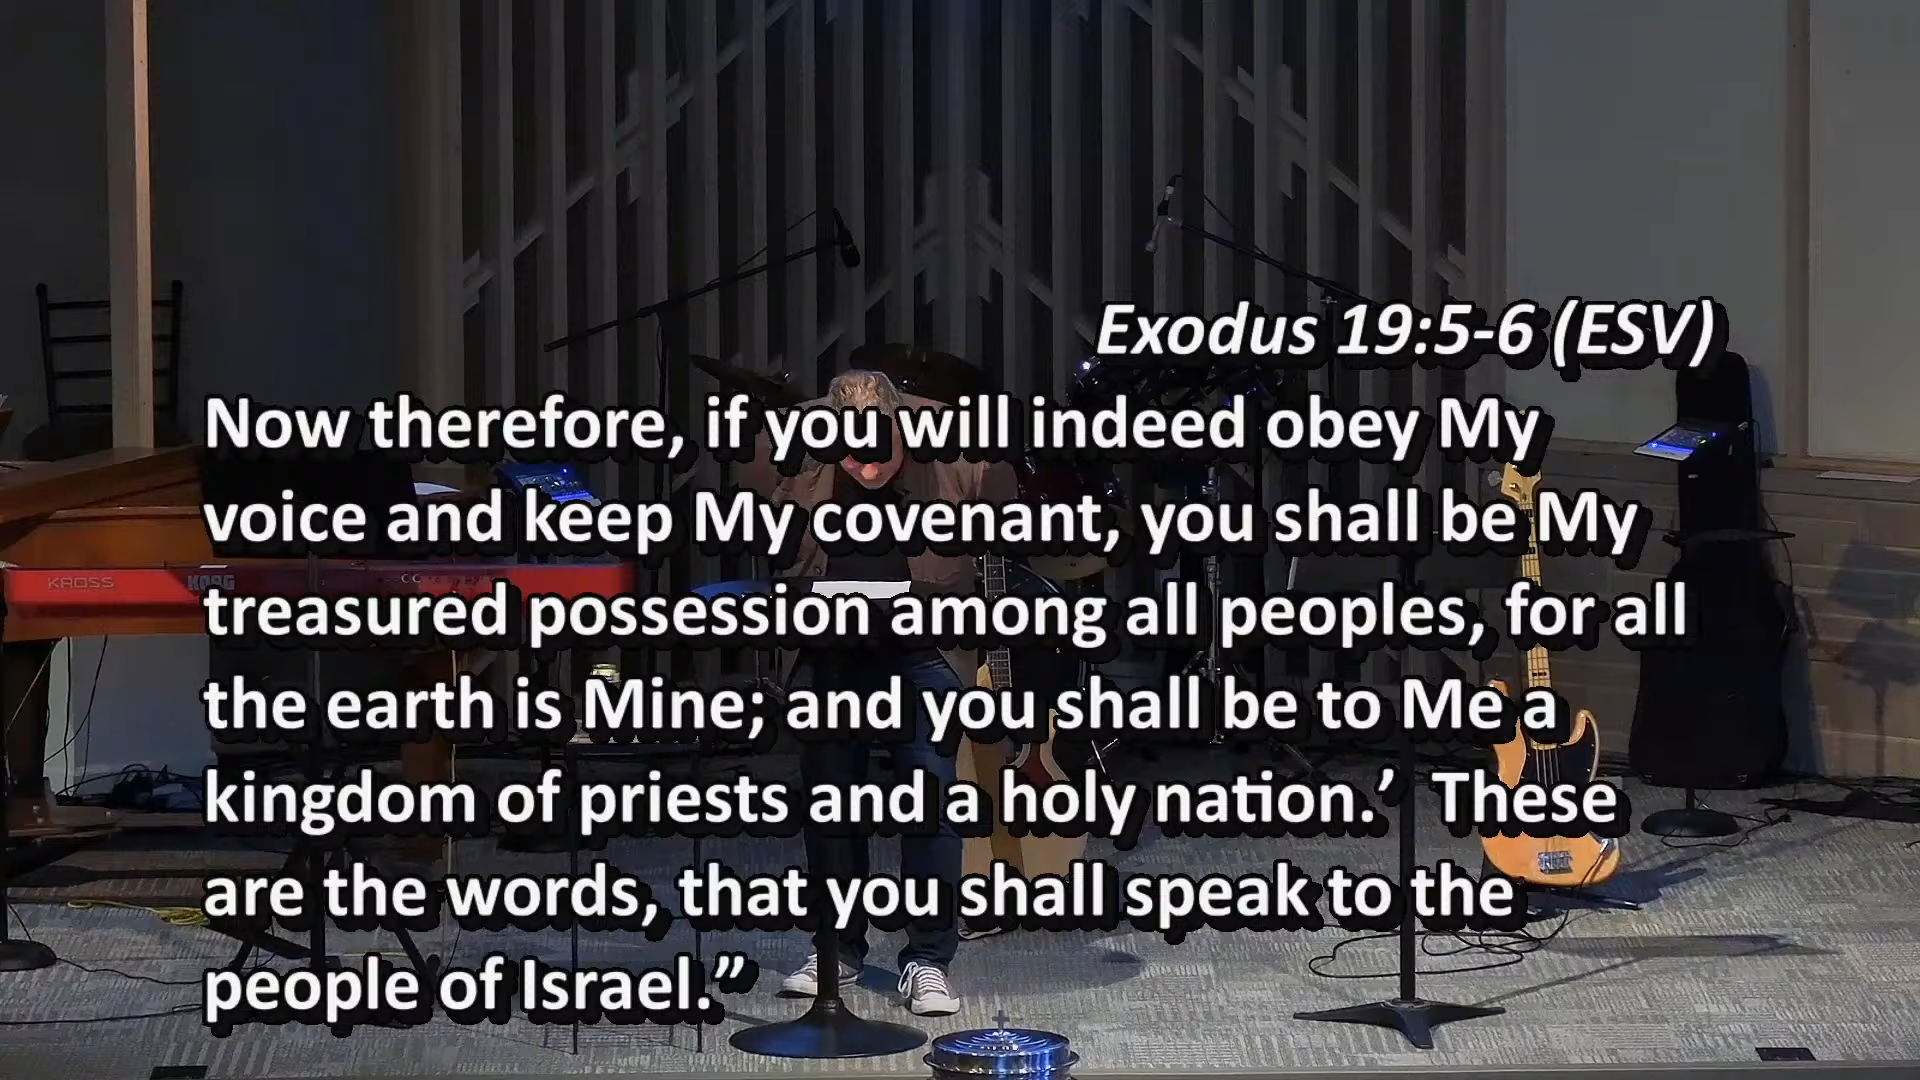 Exodus 19:5-6 (ESV)
Now therefore, if you will indeed obey My
voice and keep My covenant, you shall be My
treasured possession among all peoples, for all
the earth is Mine; and you shall be to Me a
kingdom of priests and a holy nation.’ These
are the words, that you shall speak to the
people of Israel.”
KROSS KORG